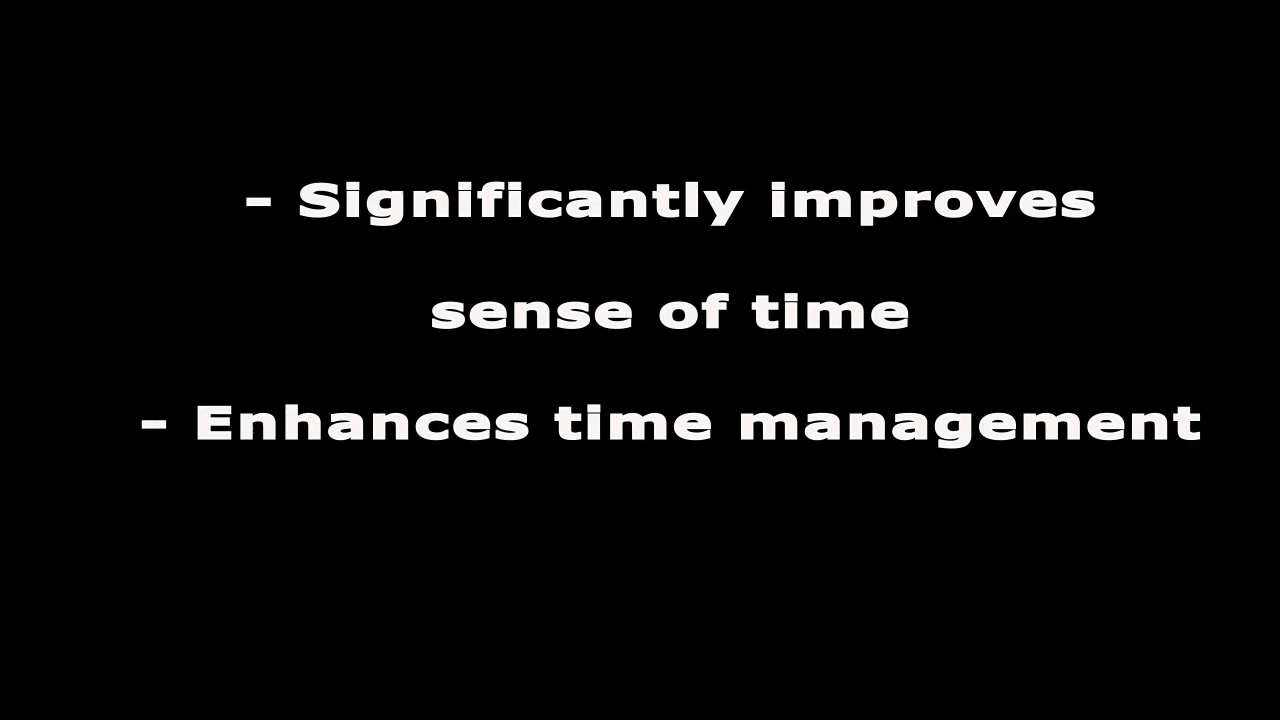 - Significantly improves
sense of time
- Enhances time management